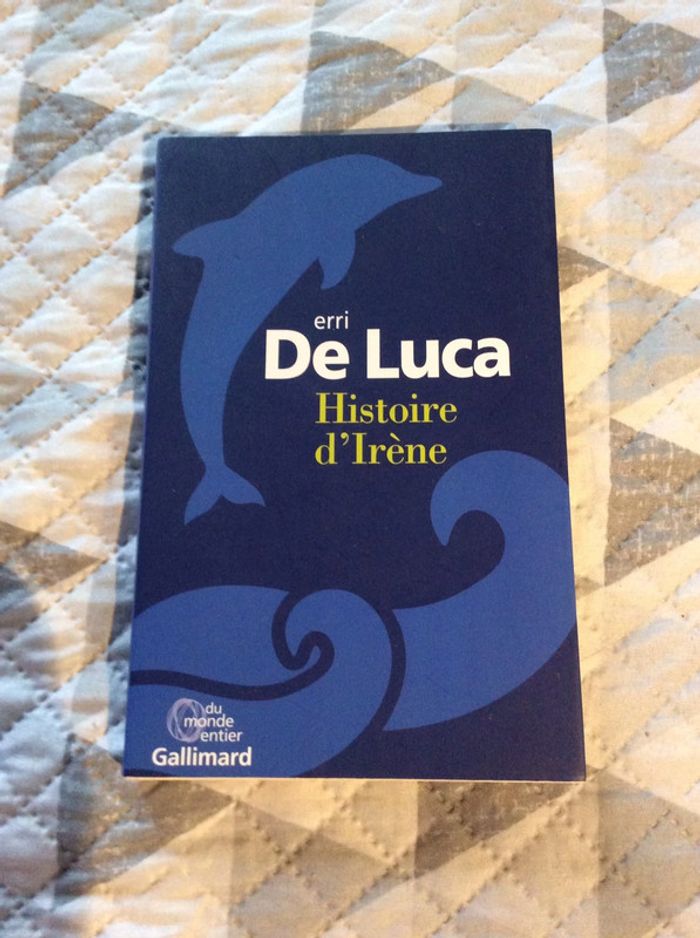 erri
De Luca
Histoire
d'Irène
du
monde
entier
Gallimard